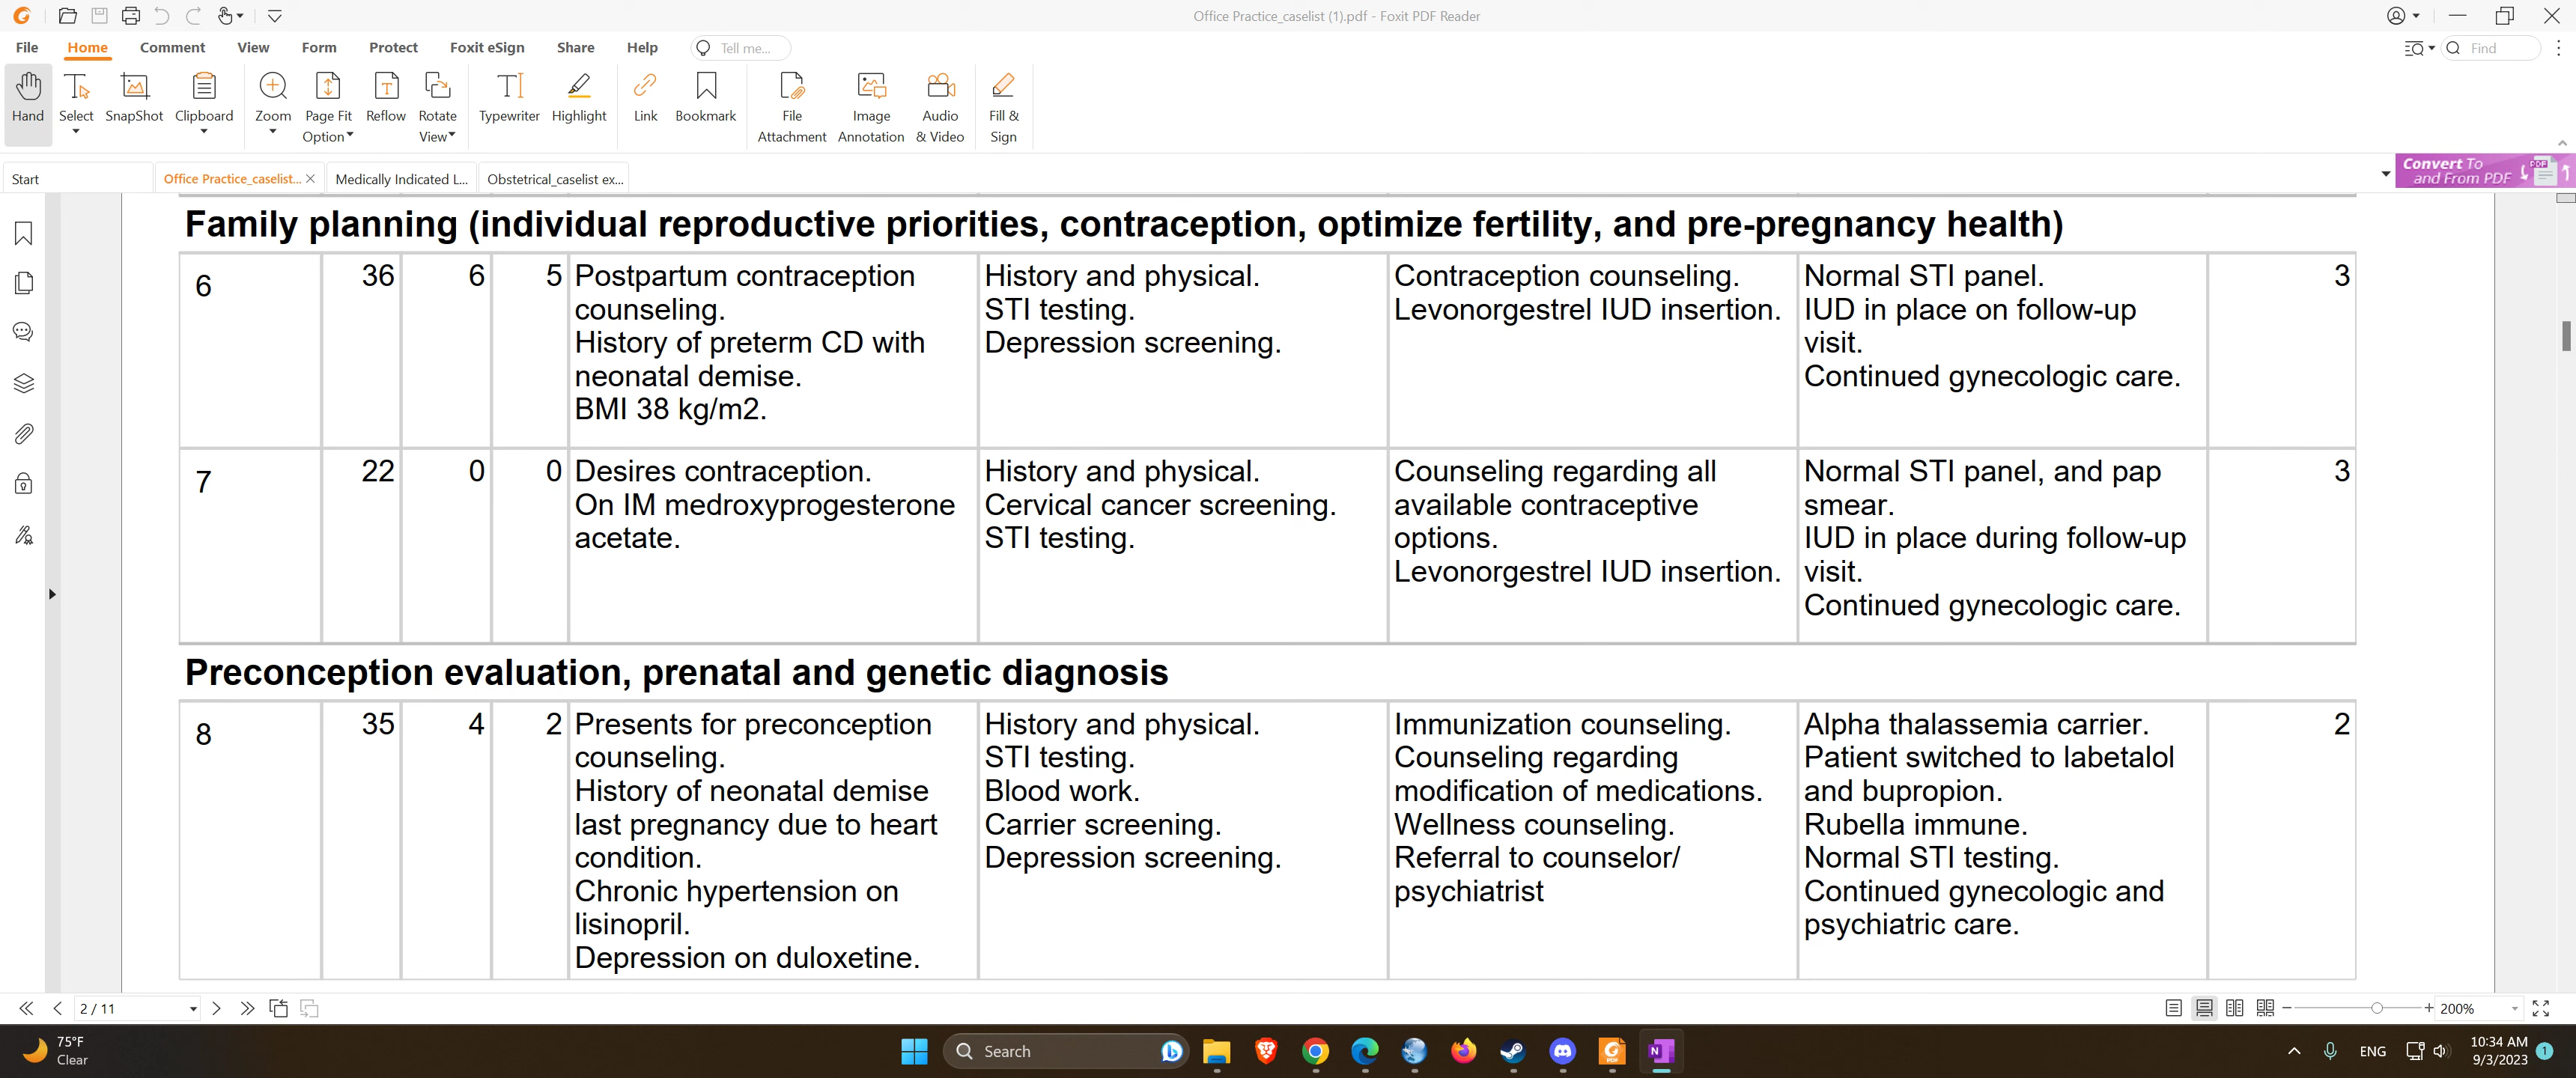 Office Practice_caselist (1).pdf - Foxit PDF Reader
File Home Comment View Form Protect Foxit eSign Share Help Tell me... Find
Hand Select SnapShot Clipboard Zoom Page Fit Option Reflow Rotate View Typewriter Highlight Link Bookmark File Attachment Image Annotation Audio & Video Fill & Sign
Start Office Practice_caselist... Medically Indicated L... Obstetrical_caselist ex...
Convert To
and From PDF
PDF
Family planning (individual reproductive priorities, contraception, optimize fertility, and pre-pregnancy health)
6
36
6
5
Postpartum contraception
counseling.
History of preterm CD with
neonatal demise.
BMI 38 kg/m2.
History and physical.
STI testing.
Depression screening.
Contraception counseling.
Levonorgestrel IUD insertion.
Normal STI panel.
IUD in place on follow-up
visit.
Continued gynecologic care.
3
7
22
0
0
Desires contraception.
On IM medroxyprogesterone
acetate.
History and physical.
Cervical cancer screening.
STI testing.
Counseling regarding all
available contraceptive
options.
Levonorgestrel IUD insertion.
Normal STI panel, and pap
smear.
IUD in place during follow-up
visit.
Continued gynecologic care.
3
Preconception evaluation, prenatal and genetic diagnosis
8
35
4
2
Presents for preconception
counseling.
History of neonatal demise
last pregnancy due to heart
condition.
Chronic hypertension on
lisinopril.
Depression on duloxetine.
History and physical.
STI testing.
Blood work.
Carrier screening.
Depression screening.
Immunization counseling.
Counseling regarding
modification of medications.
Wellness counseling.
Referral to counselor/
psychiatrist
Alpha thalassemia carrier.
Patient switched to labetalol
and bupropion.
Rubella immune.
Normal STI testing.
Continued gynecologic and
psychiatric care.
2
2 / 11
200%
75°F
Clear
Search
ENG
10:34 AM
9/3/2023
1